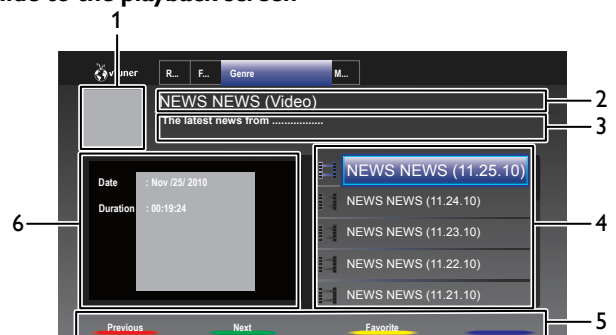 1
vTuner R... F... Genre M...
NEWS NEWS (Video)
2
The latest news from .................
3
NEWS NEWS (11.25.10)
Date : Nov /25/ 2010
NEWS NEWS (11.24.10)
Duration : 00:19:24
6
4
NEWS NEWS (11.23.10)
NEWS NEWS (11.22.10)
NEWS NEWS (11.21.10)
5
Previous Next Favorite